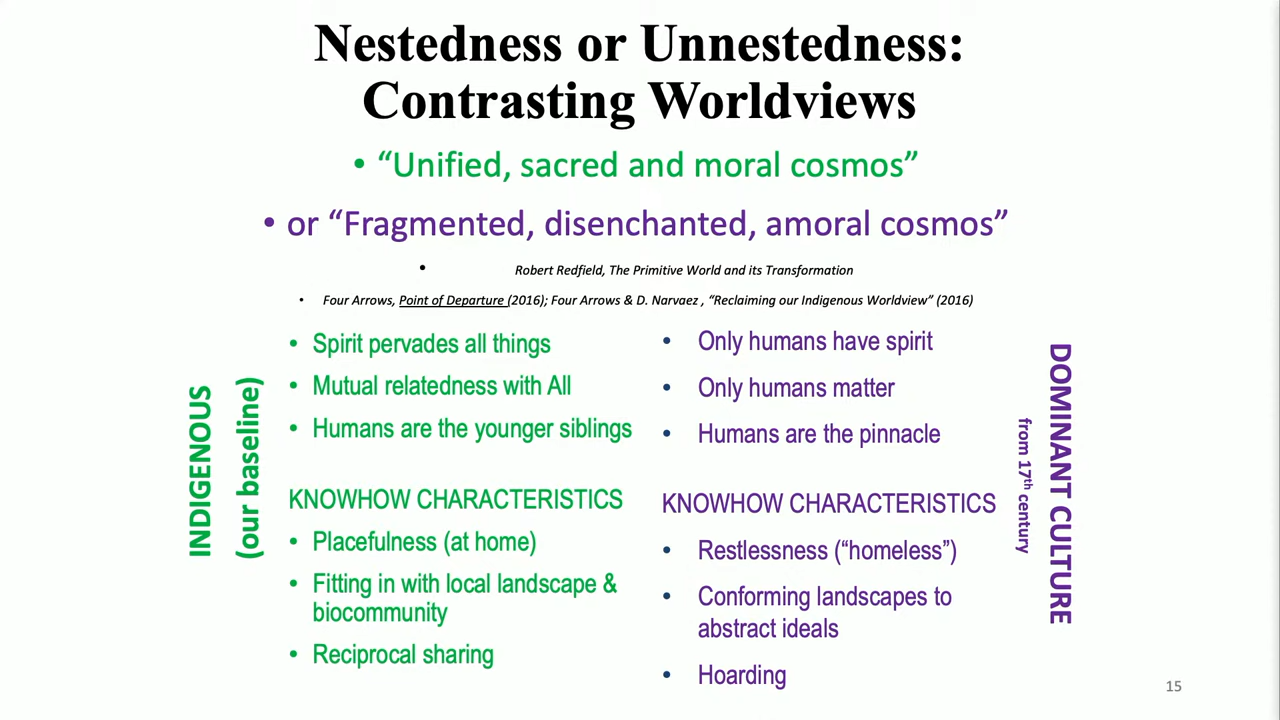 Nestedness or Unnestedness:
Contrasting Worldviews
• “Unified, sacred and moral cosmos”
• or “Fragmented, disenchanted, amoral cosmos”
• Robert Redfield, The Primitive World and its Transformation
• Four Arrows, Point of Departure (2016); Four Arrows & D. Narvaez , “Reclaiming our Indigenous Worldview” (2016)
INDIGENOUS
(our baseline)
• Spirit pervades all things
• Mutual relatedness with All
• Humans are the younger siblings
KNOWHOW CHARACTERISTICS
• Placefulness (at home)
• Fitting in with local landscape &
biocommunity
• Reciprocal sharing
• Only humans have spirit
• Only humans matter
• Humans are the pinnacle
KNOWHOW CHARACTERISTICS
• Restlessness (“homeless”)
• Conforming landscapes to
abstract ideals
• Hoarding
DOMINANT CULTURE
from 17th century
15